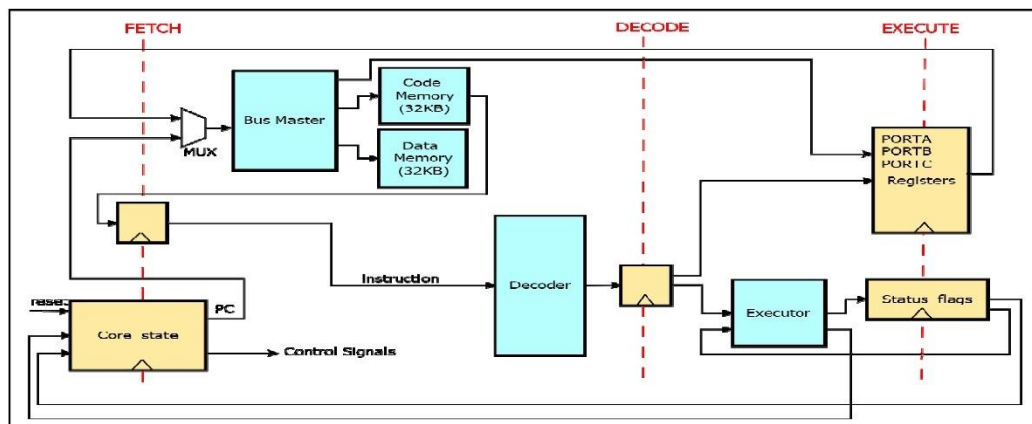 FETCH
DECODE
EXECUTE
Code
Memory
(32KB)
Bus Master
MUX
Data
Memory
(32KB)
PORTA
PORTB
PORTC
Registers
Instruction
Decoder
PC
Core state
Control Signals
Executor
Status flags